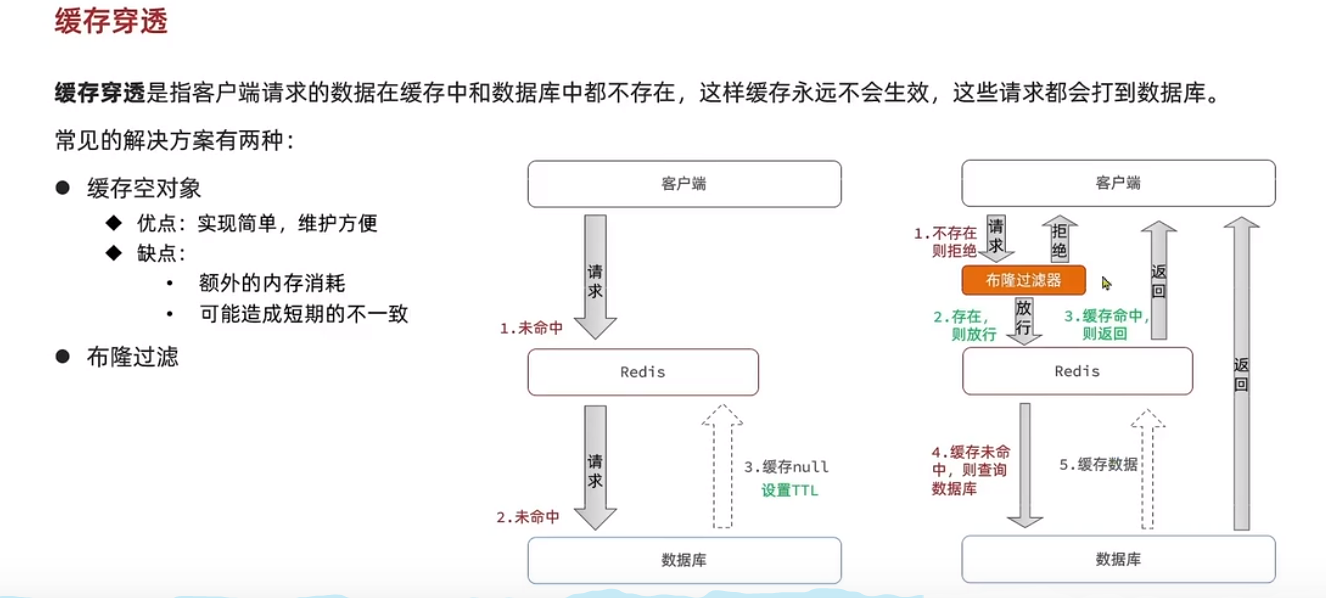 缓存穿透
缓存穿透是指客户端请求的数据在缓存中和数据库中都不存在，这样缓存永远不会生效，这些请求都会打到数据库。
常见的解决方案有两种：
缓存空对象
优点：实现简单，维护方便
缺点：
额外的内存消耗
可能造成短期的不一致
布隆过滤
客户端
请求
1.未命中
Redis
请求
2.未命中
3.缓存null
设置TTL
数据库
客户端
1.不存在
则拒绝
请求
拒绝
布隆过滤器
2.存在，
则放行
放行
3.缓存命中，
则返回
返回
Redis
4.缓存未命
中，则查询
数据库
5.缓存数据
返回
数据库